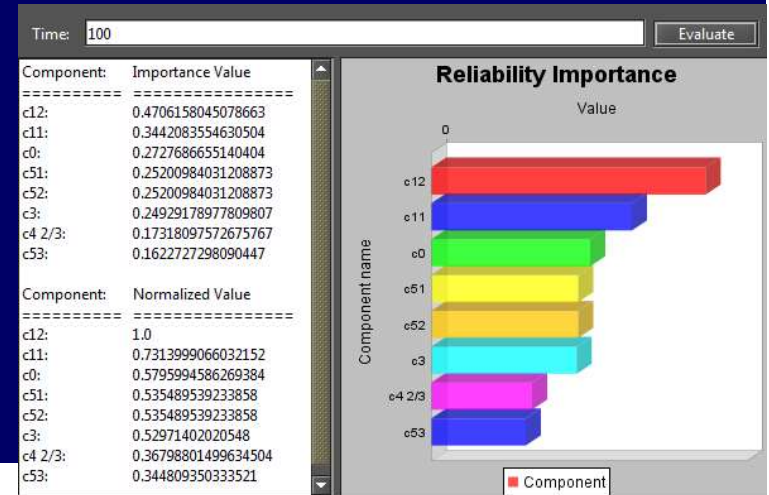 Time: 100 Evaluate
Component: Importance Value
========== ================
c12: 0.4706158045078663
c11: 0.3442083554630504
c0: 0.2727686655140404
c51: 0.25200984031208873
c52: 0.25200984031208873
c3: 0.24929178977809807
c4 2/3: 0.17318097572675767
c53: 0.1622727298090447
Component: Normalized Value
========== ================
c12: 1.0
c11: 0.7313999066032152
c0: 0.5795994586269384
c51: 0.535489539233858
c52: 0.535489539233858
c3: 0.52971402020548
c4 2/3: 0.36798801499634504
c53: 0.344809350333521
Reliability Importance
Value
0
c12
c11
c0
c51
c52
c3
c4 2/3
c53
Component name
Component